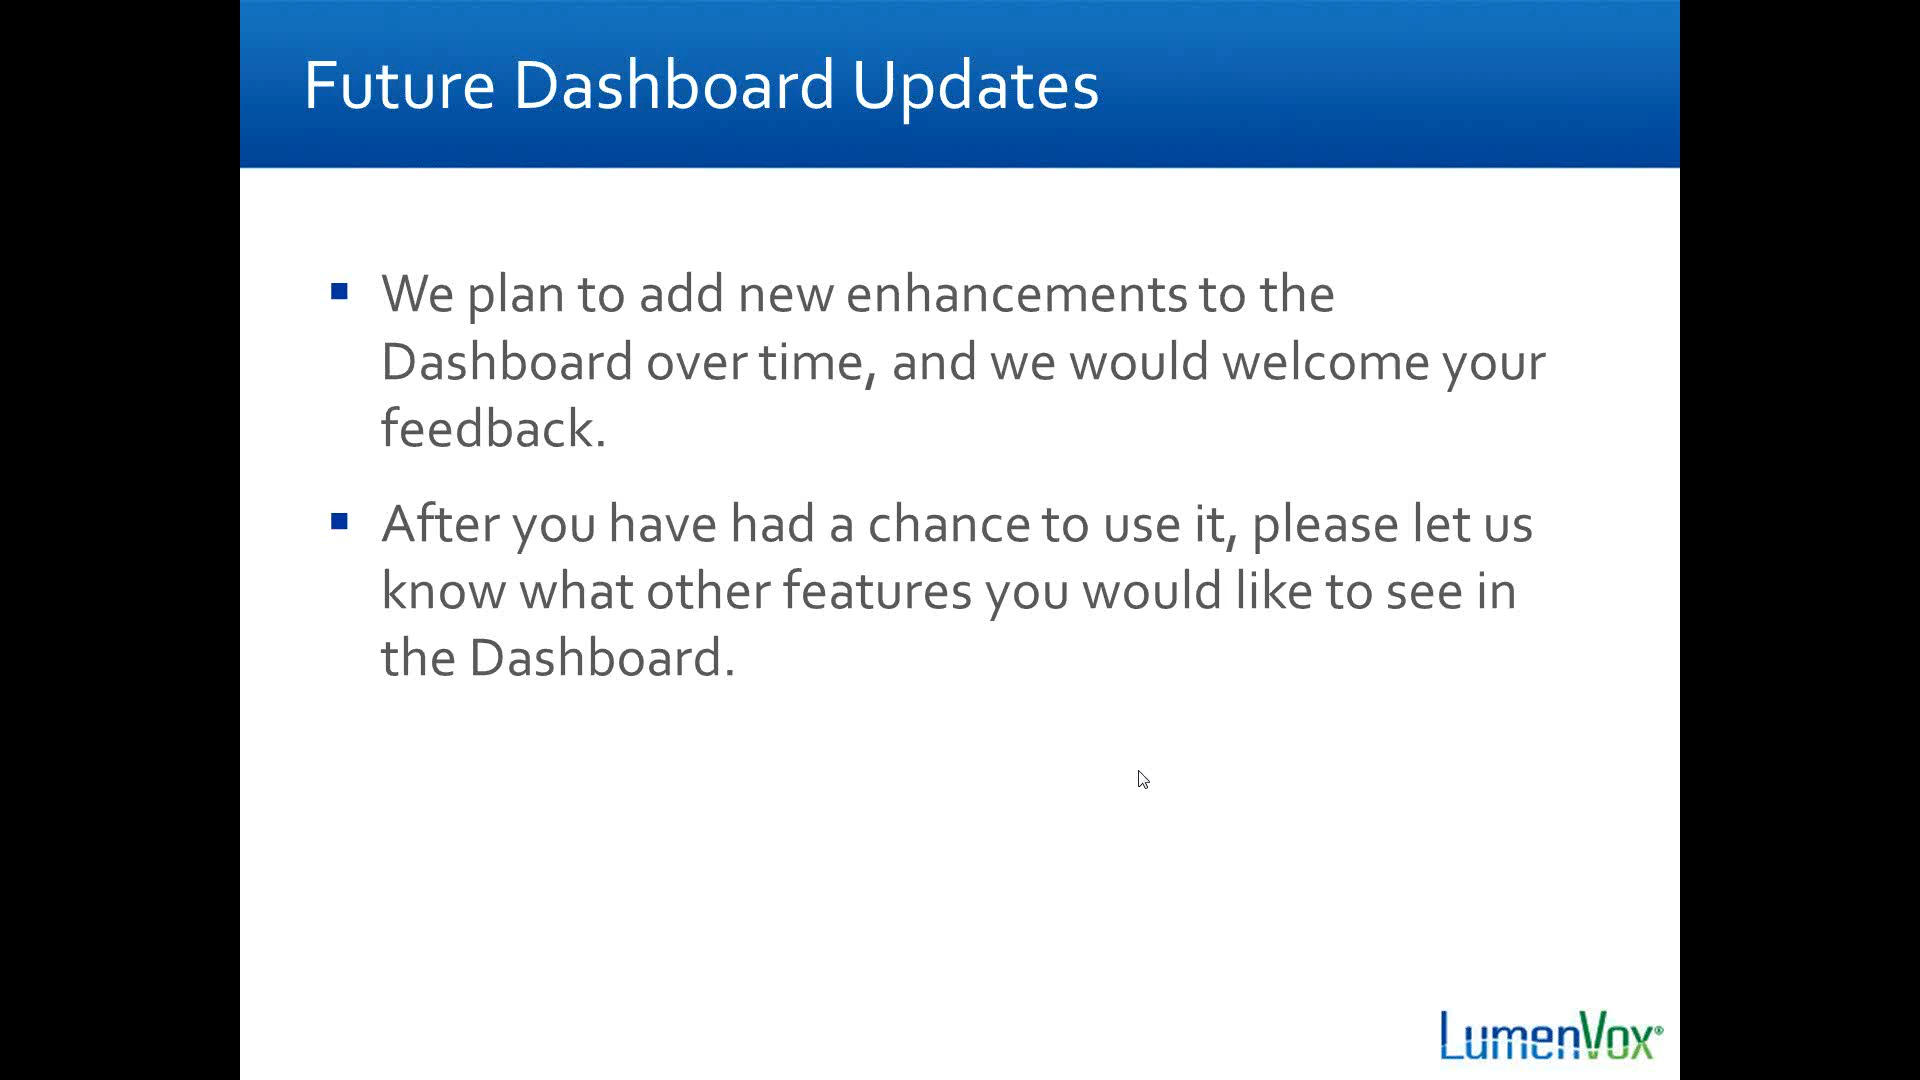 Future Dashboard Updates
We plan to add new enhancements to the
Dashboard over time, and we would welcome your
feedback.
After you have had a chance to use it, please let us
know what other features you would like to see in
the Dashboard.
LumenVox®